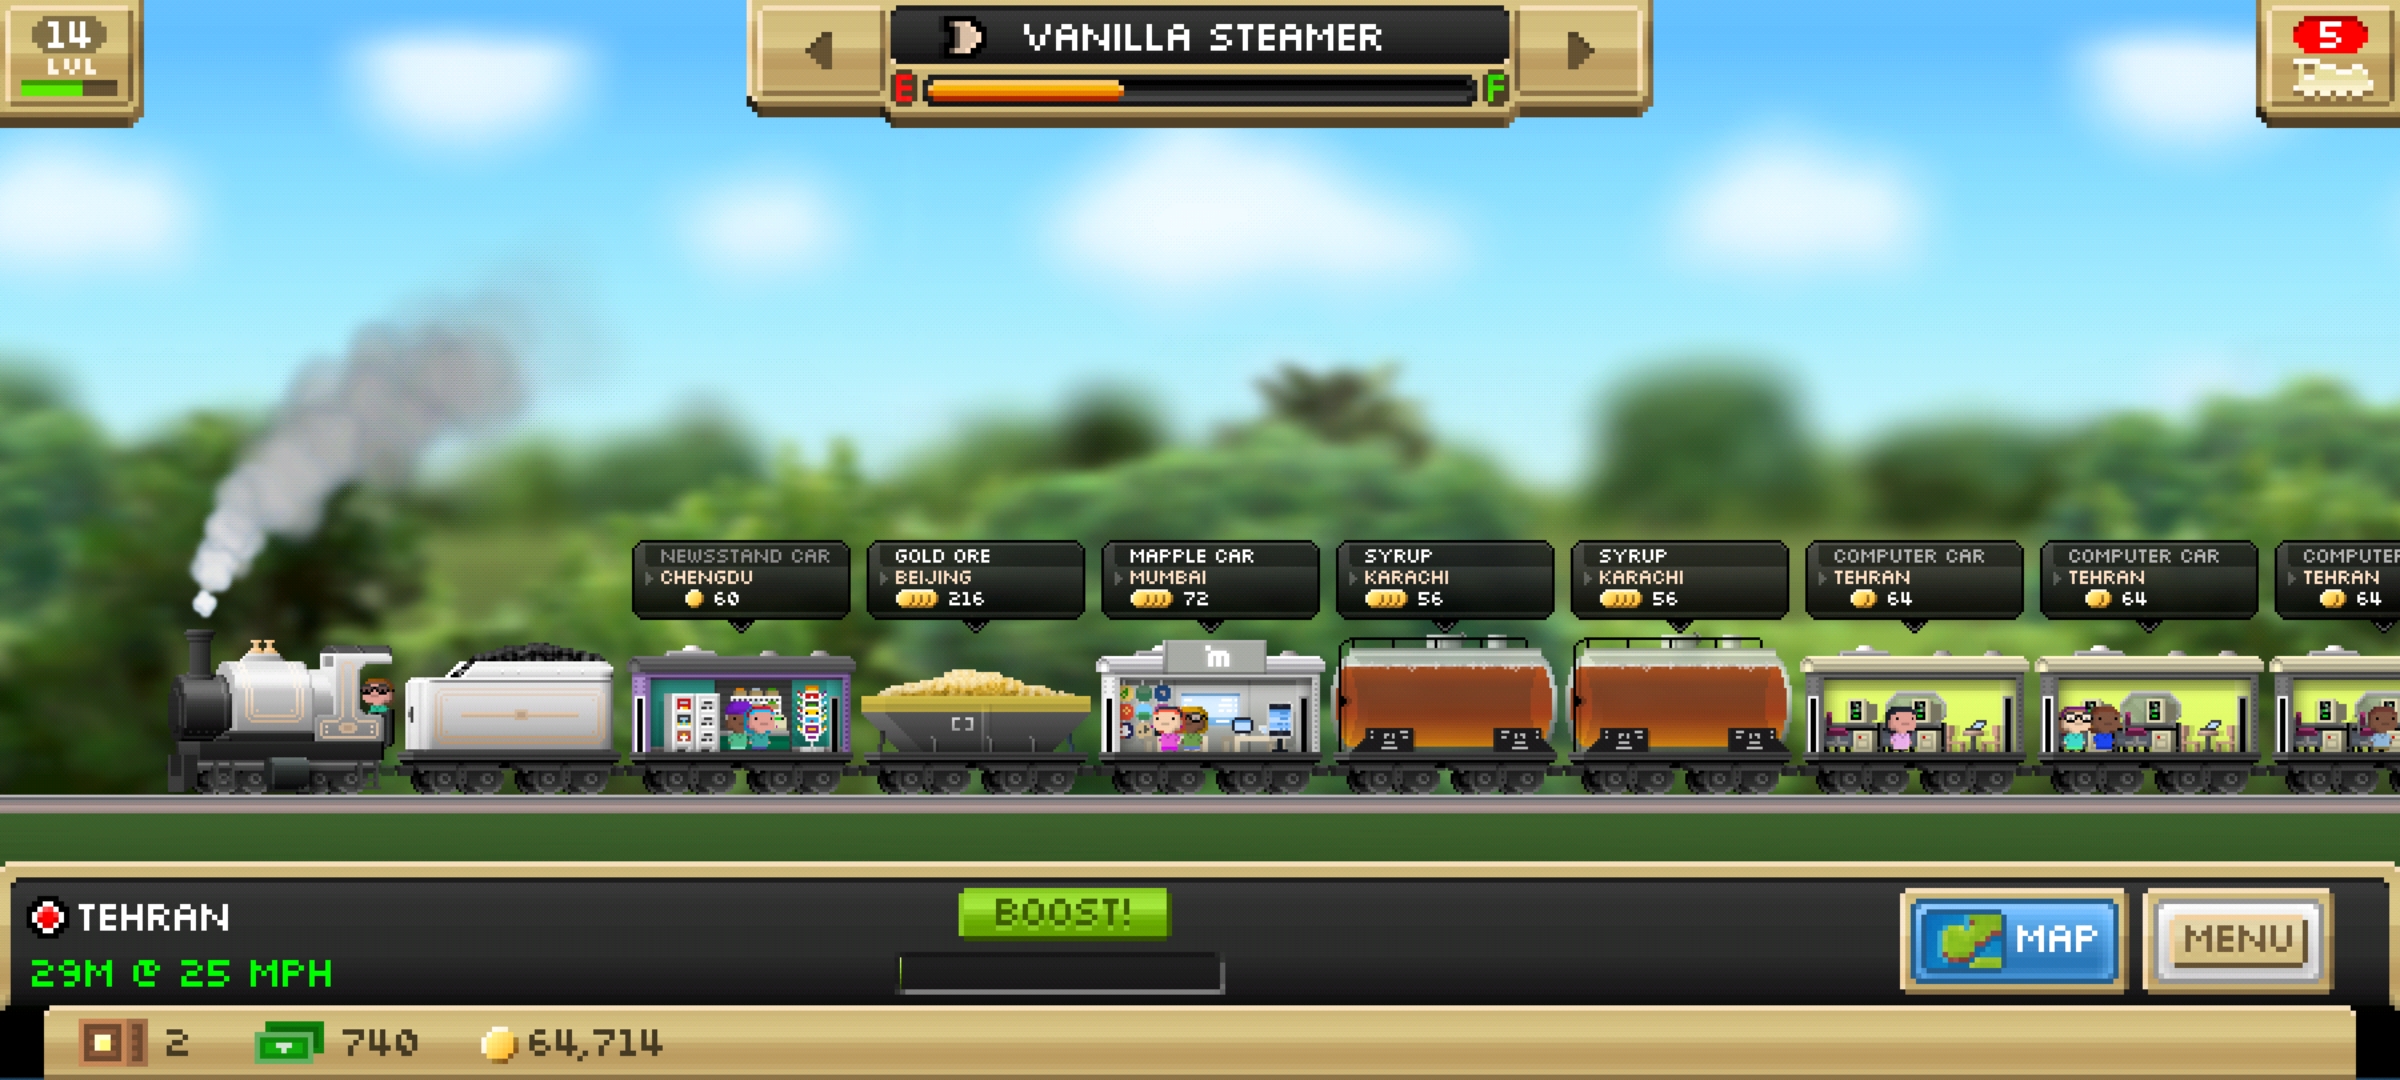 14
LVL
VANILLA STEAMER
E F
5
NEWSSTAND CAR
CHENGDU
60
GOLD ORE
BEIJING
216
MAPPLE CAR
MUMBAI
72
SYRUP
KARACHI
56
SYRUP
KARACHI
56
COMPUTER CAR
TEHRAN
64
COMPUTER CAR
TEHRAN
64
COMPUTER
TEHRAN
64
m
TEHRAN
29M @ 25 MPH
BOOST!
MAP
MENU
2 740 64,714